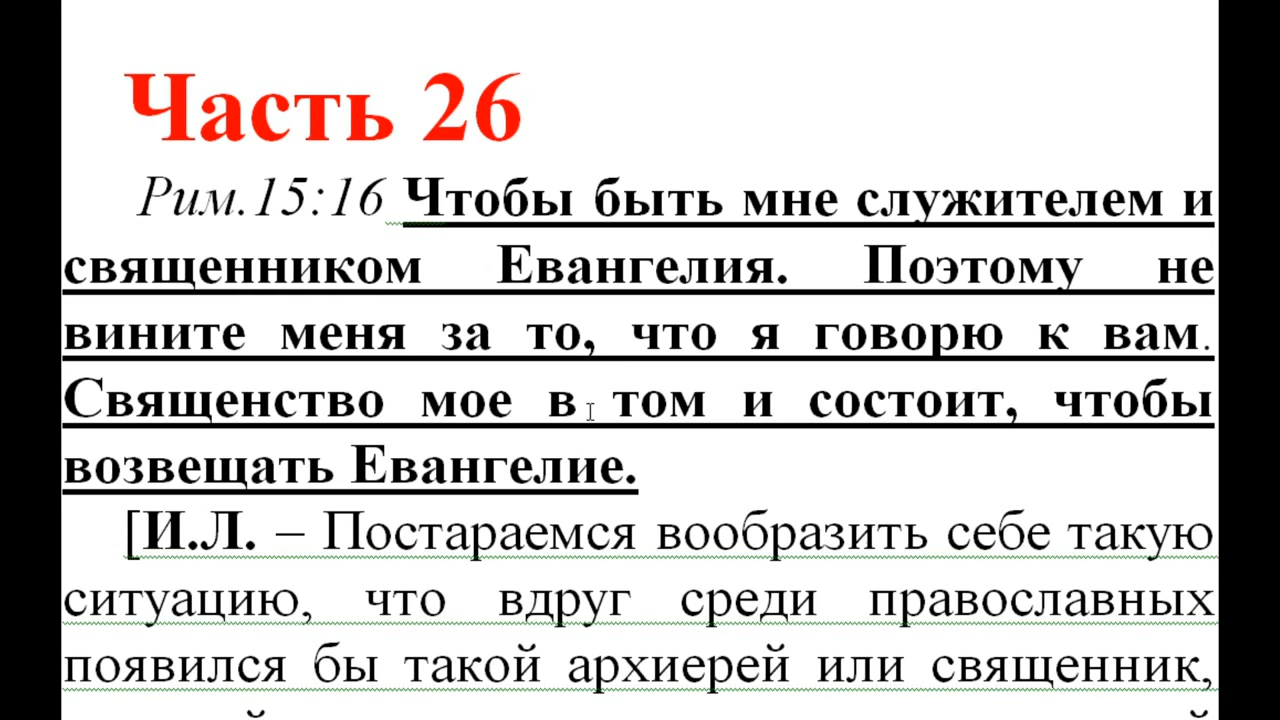 Часть 26
Рим.15:16 Чтобы быть мне служителем и
священником Евангелия. Поэтому не
вините меня за то, что я говорю к вам.
Священство мое в том и состоит, чтобы
возвещать Евангелие.
[И.Л. – Постараемся вообразить себе такую
ситуацию, что вдруг среди православных
появился бы такой архиерей или священник,